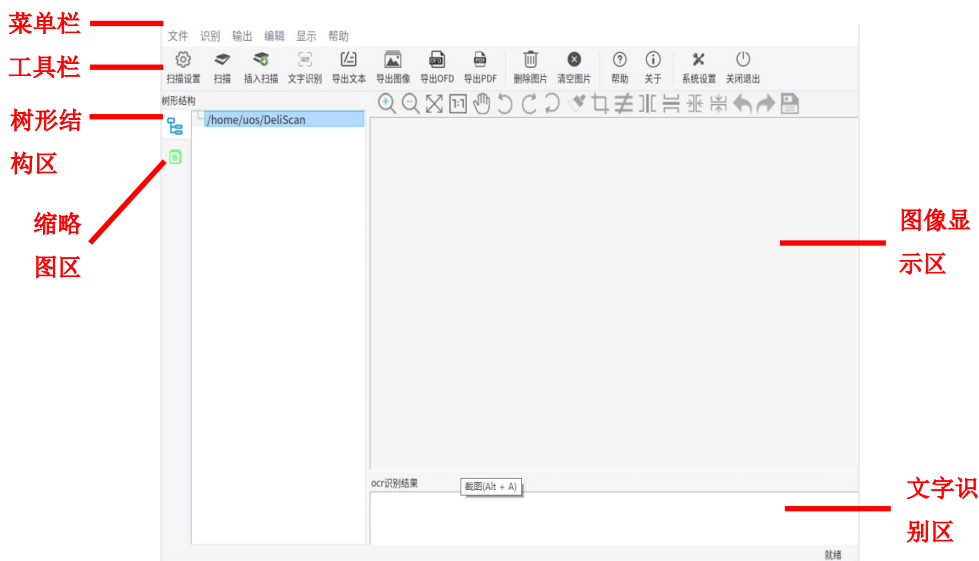 菜单栏
文件 识别 输出 编辑 显示 帮助
工具栏
扫描设置 扫描 插入扫描 文字识别 导出文本 导出图像 导出OFD 导出PDF 删除图片 清空图片 帮助 关于 系统设置 关闭退出
树形结构
1:1
树形结
构区
/home/uos/DeliScan
缩略
图区
图像显
示区
ocr识别结果
截图(Alt + A)
文字识
别区
就绪